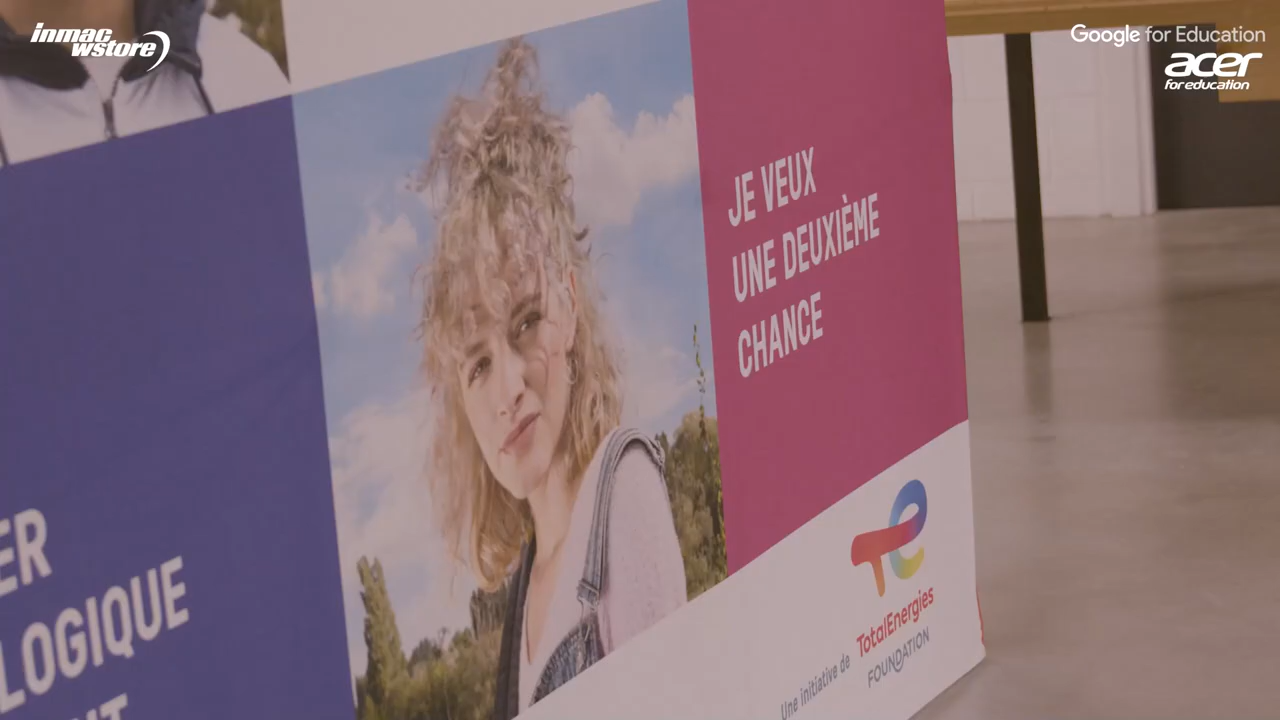 inmac
wstore
Google for Education
acer
for education
JE VEUX
UNE DEUXIÈME
CHANCE
ER
LOGIQUE
TotalEnergies
FOUNDATION
Une initiative de